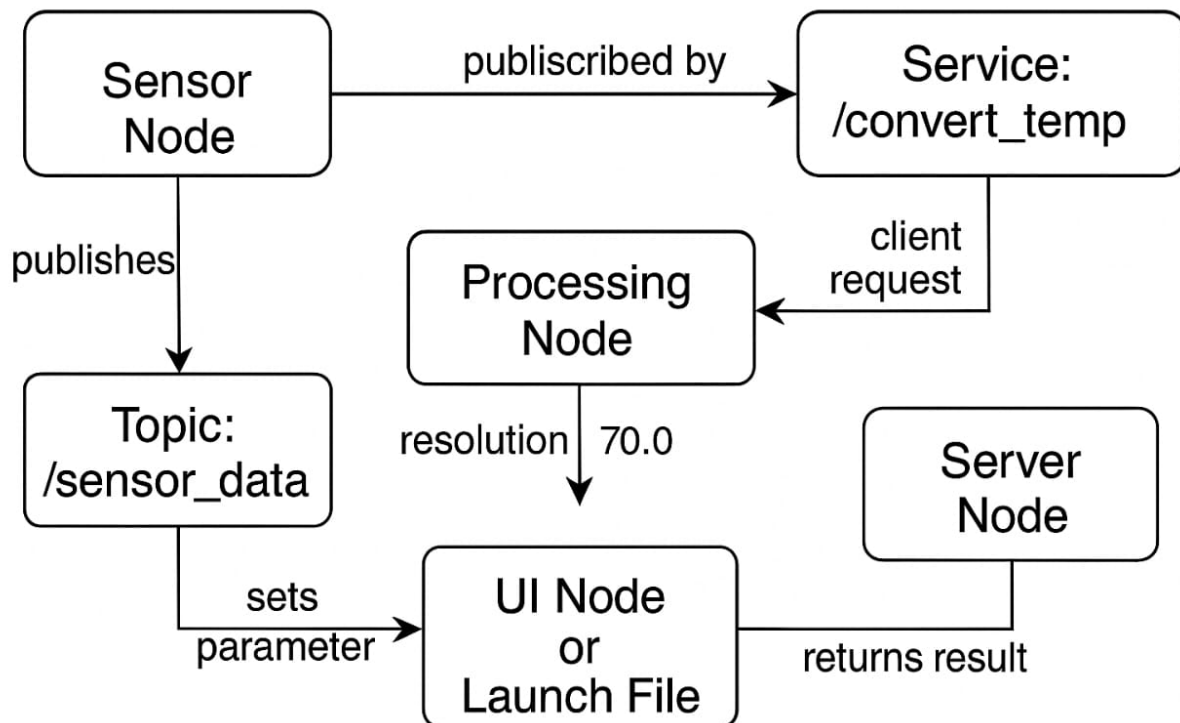 Sensor
Node
publiscribed by
Service:
/convert_temp
publishes
Processing
Node
client
request
Topic:
/sensor_data
resolution 70.0
Server
Node
sets
parameter
UI Node
or
Launch File
returns result